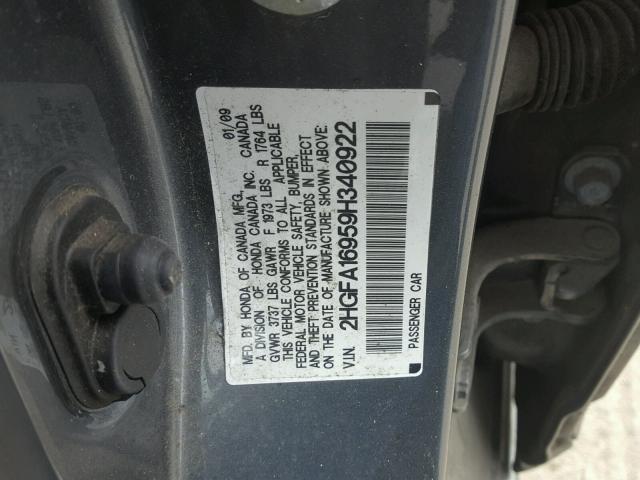 MFD. BY HONDA OF CANADA MFG. 01/09
A DIVISION OF HONDA CANADA INC. CANADA
GVWR 3737 LBS GAWR F 1973 LBS R 1764 LBS
THIS VEHICLE CONFORMS TO ALL APPLICABLE
FEDERAL MOTOR VEHICLE SAFETY, BUMPER,
AND THEFT PREVENTION STANDARDS IN EFFECT
ON THE DATE OF MANUFACTURE SHOWN ABOVE.
V.I.N. 2HGFA16959H340922
PASSENGER CAR